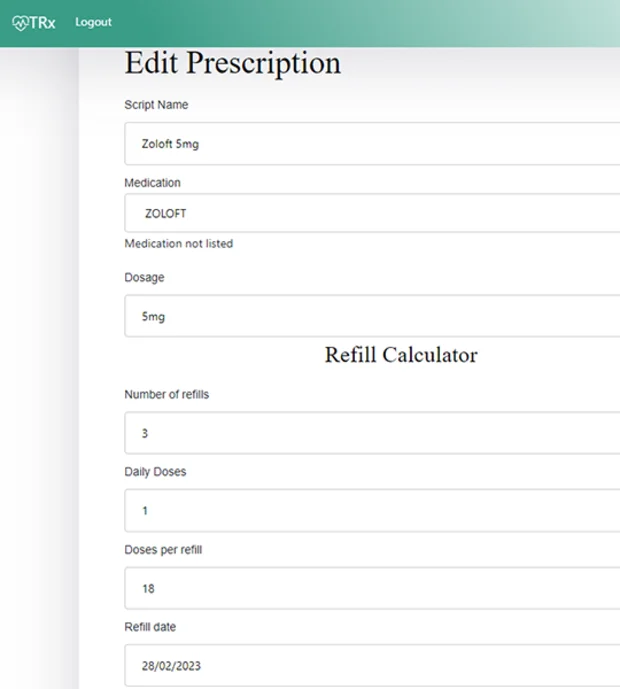 TRx Logout
Edit Prescription
Script Name
Zoloft 5mg
Medication
ZOLOFT
Medication not listed
Dosage
5mg
Refill Calculator
Number of refills
3
Daily Doses
1
Doses per refill
18
Refill date
28/02/2023